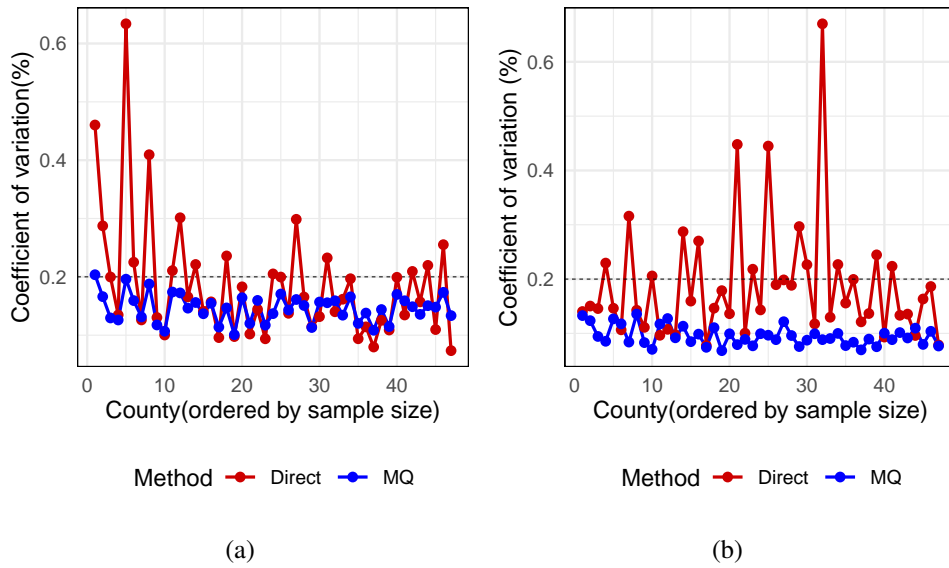 Coefficient of variation(%)
0.6
0.4
0.2
0
10
20
30
40
County(ordered by sample size)
Method
Direct
MQ
(a)
Coefficient of variation (%)
0.6
0.4
0.2
0
10
20
30
40
County(ordered by sample size)
Method
Direct
MQ
(b)